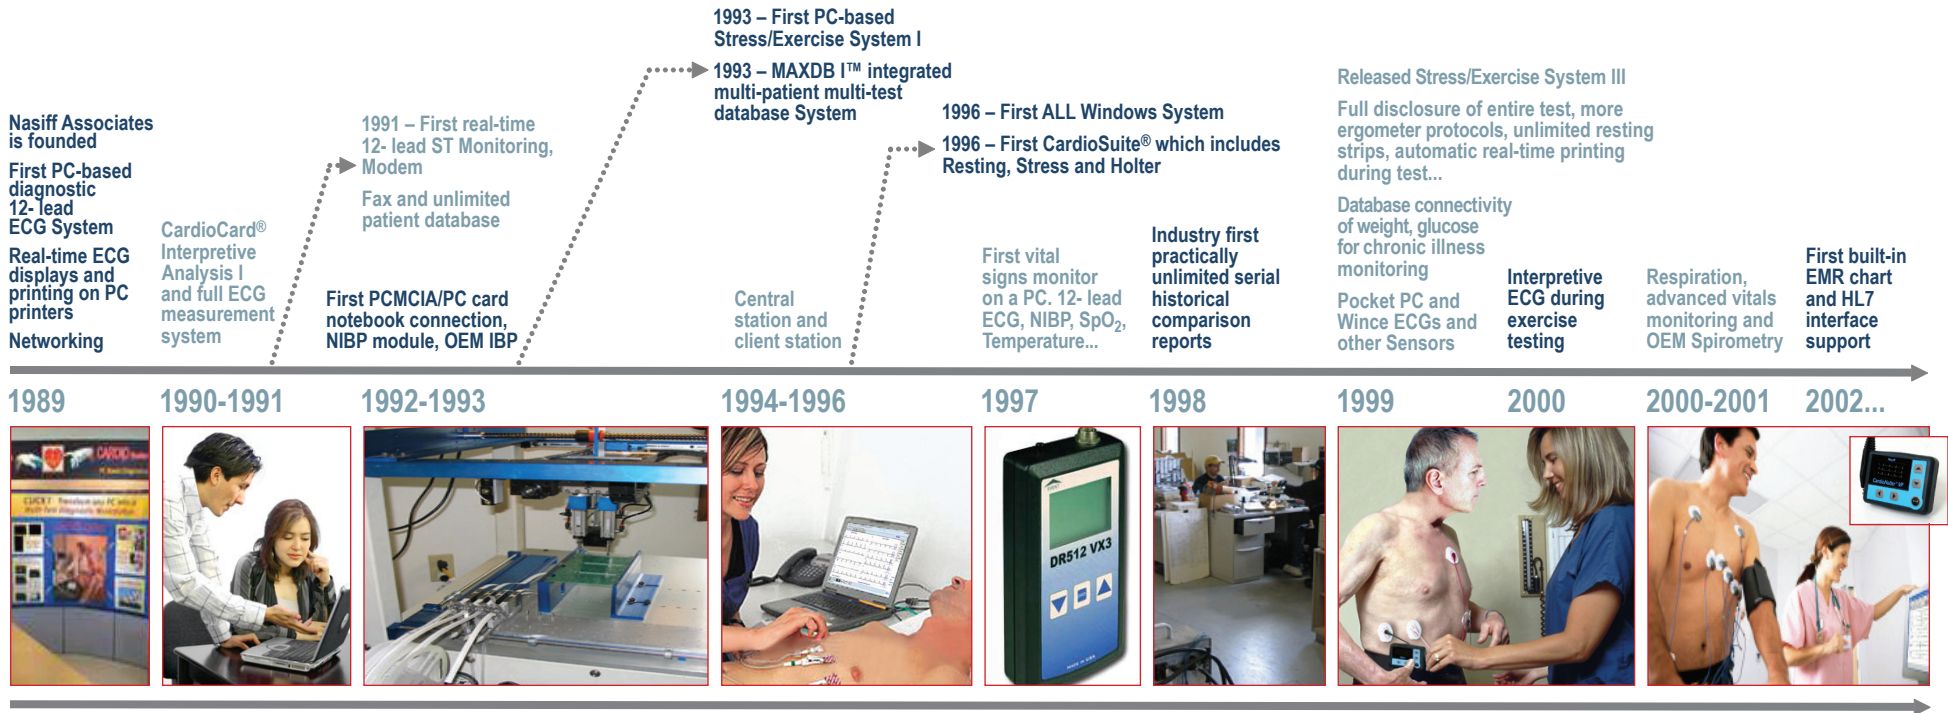 Nasiff Associates
is founded
First PC-based
diagnostic
12- lead
ECG System
Real-time ECG
displays and
printing on PC
printers
Networking
CardioCard®
Interpretive
Analysis I
and full ECG
measurement
system
1991 – First real-time
12- lead ST Monitoring,
Modem
Fax and unlimited
patient database
First PCMCIA/PC card
notebook connection,
NIBP module, OEM IBP
1993 – First PC-based
Stress/Exercise System I
1993 – MAXDB I™ integrated
multi-patient multi-test
database System
Central
station and
client station
1996 – First ALL Windows System
1996 – First CardioSuite® which includes
Resting, Stress and Holter
First vital
signs monitor
on a PC. 12- lead
ECG, NIBP, SpO₂,
Temperature...
Industry first
practically
unlimited serial
historical
comparison
reports
Released Stress/Exercise System III
Full disclosure of entire test, more
ergometer protocols, unlimited resting
strips, automatic real-time printing
during test...
Database connectivity
of weight, glucose
for chronic illness
monitoring
Pocket PC and
Wince ECGs and
other Sensors
Interpretive
ECG during
exercise
testing
Respiration,
advanced vitals
monitoring and
OEM Spirometry
First built-in
EMR chart
and HL7
interface
support
1989
1990-1991
1992-1993
1994-1996
1997
1998
1999
2000
2000-2001
2002...
CARDIO
DR512 VX3
MADE IN USA